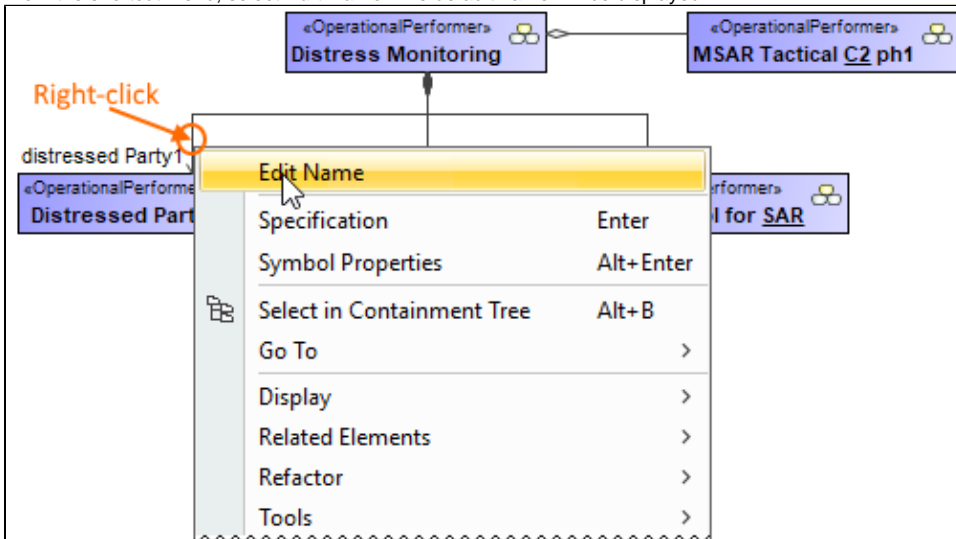 «OperationalPerformer»
Distress Monitoring
«OperationalPerformer»
MSAR Tactical C2 ph1
Right-click
distressed Party1
«OperationalPerforme
Distressed Part
rformer»
l for SAR
Edit Name
Specification Enter
Symbol Properties Alt+Enter
Select in Containment Tree Alt+B
Go To
Display
Related Elements
Refactor
Tools